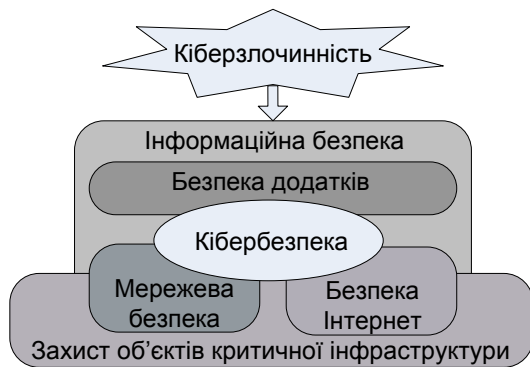 Кіберзлочинність
Інформаційна безпека
Безпека додатків
Кібербезпека
Мережева
безпека
Безпека
Інтернет
Захист об’єктів критичної інфраструктури